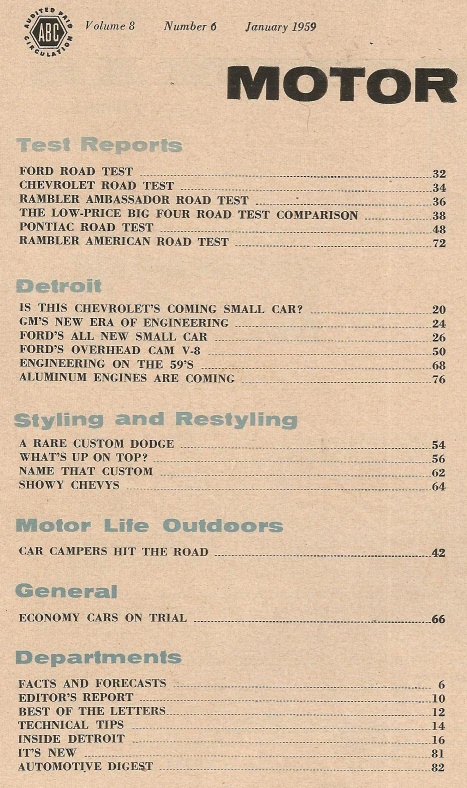 AUDITED PAID
ABC
CIRCULATION
Volume 8 Number 6 January 1959
MOTOR
Test Reports
FORD ROAD TEST 32
CHEVROLET ROAD TEST 34
RAMBLER AMBASSADOR ROAD TEST 36
THE LOW-PRICE BIG FOUR ROAD TEST COMPARISON 38
PONTIAC ROAD TEST 48
RAMBLER AMERICAN ROAD TEST 72
Detroit
IS THIS CHEVROLET'S COMING SMALL CAR? 20
GM'S NEW ERA OF ENGINEERING 24
FORD'S ALL NEW SMALL CAR 26
FORD'S OVERHEAD CAM V-8 50
ENGINEERING ON THE 59'S 68
ALUMINUM ENGINES ARE COMING 76
Styling and Restyling
A RARE CUSTOM DODGE 54
WHAT'S UP ON TOP? 56
NAME THAT CUSTOM 62
SHOWY CHEVYS 64
Motor Life Outdoors
CAR CAMPERS HIT THE ROAD 42
General
ECONOMY CARS ON TRIAL 66
Departments
FACTS AND FORECASTS 6
EDITOR'S REPORT 10
BEST OF THE LETTERS 12
TECHNICAL TIPS 14
INSIDE DETROIT 16
IT'S NEW 81
AUTOMOTIVE DIGEST 82